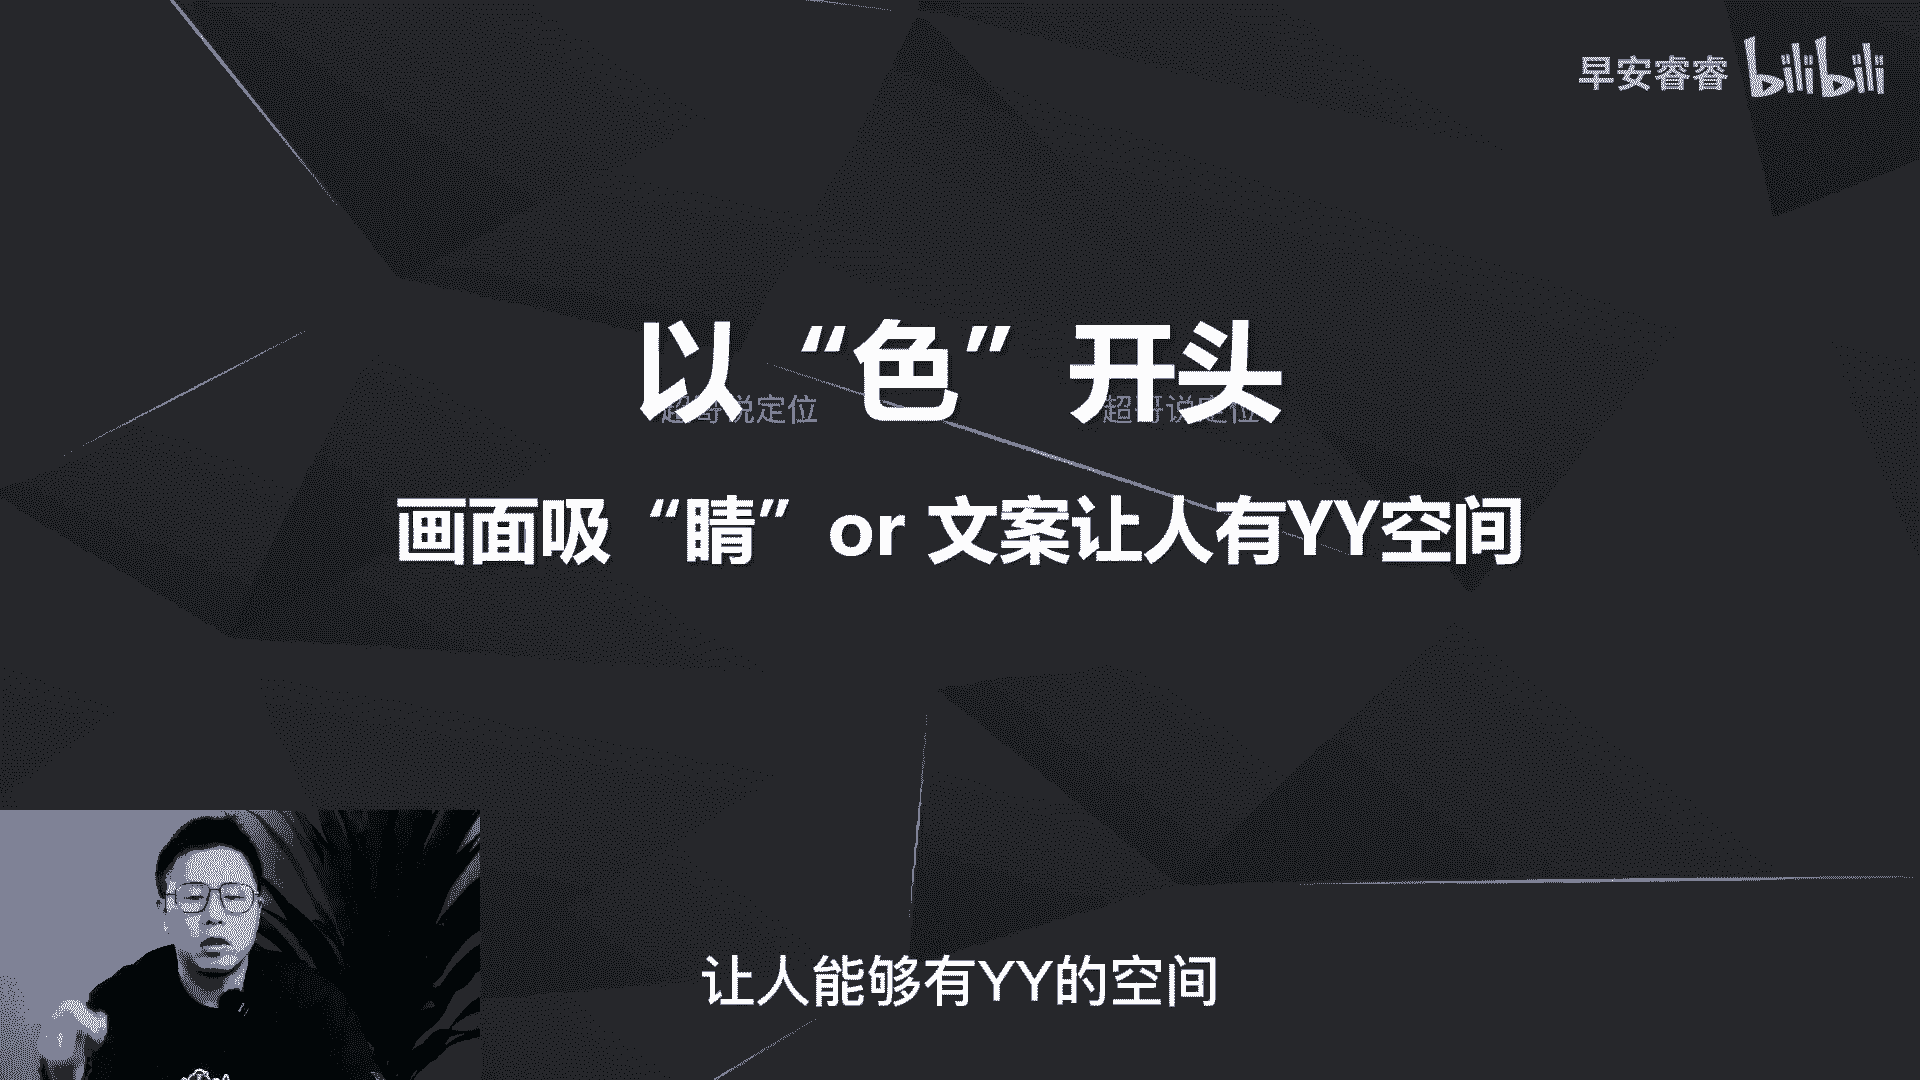 早安睿睿 bilibili
以“色”开头
超哥说定位 超哥说定位
画面吸“睛”or 文案让人有YY空间
让人能够有YY的空间